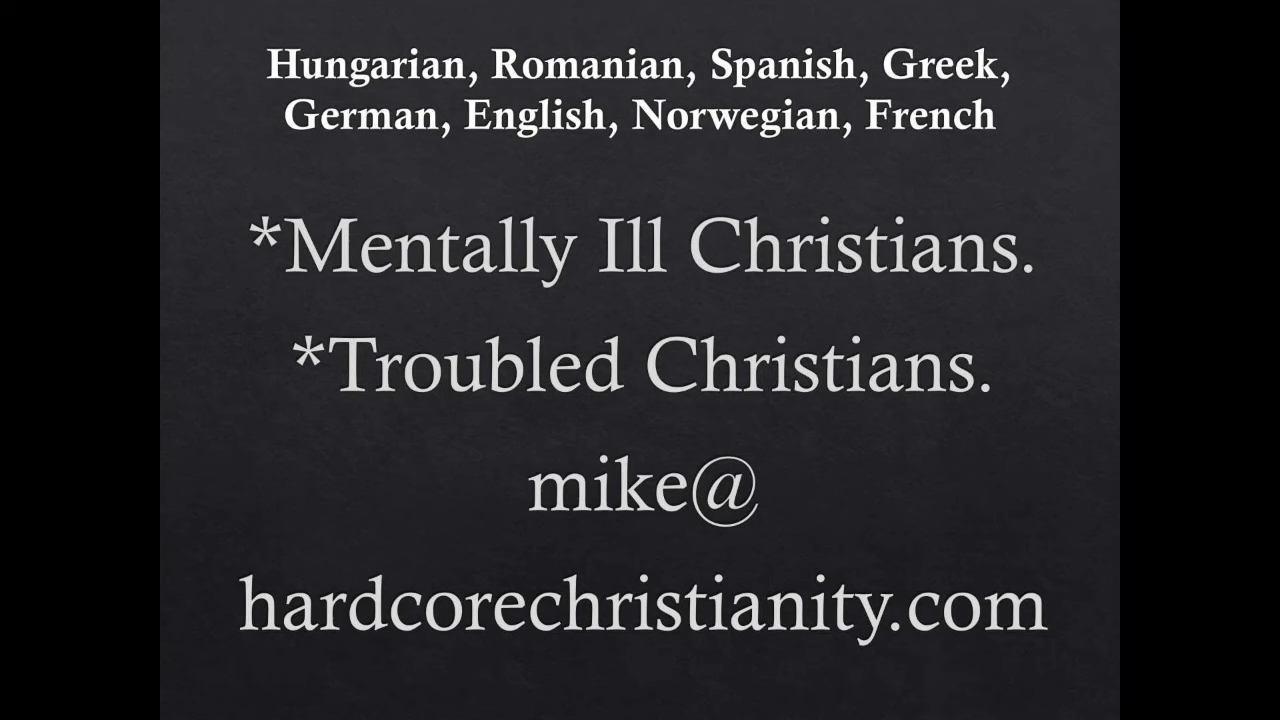 Hungarian, Romanian, Spanish, Greek,
German, English, Norwegian, French
*Mentally Ill Christians.
*Troubled Christians.
mike@
hardcorechristianity.com